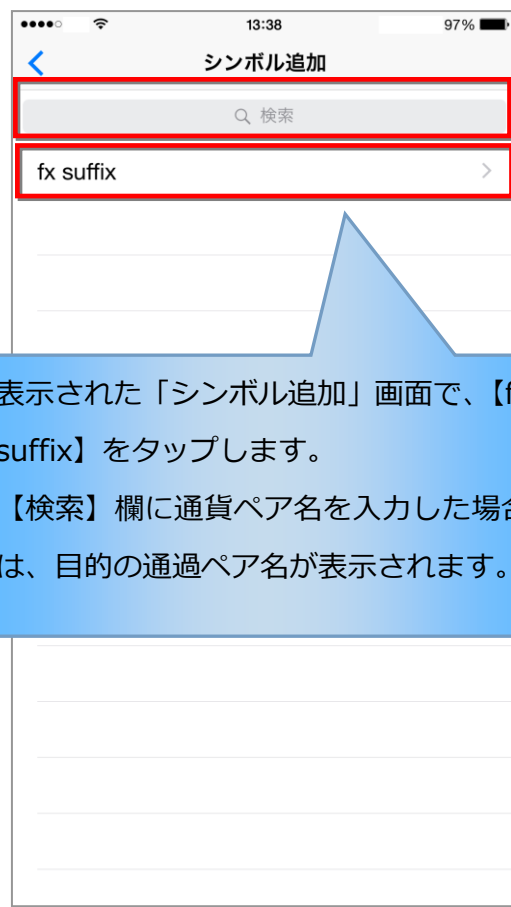 13:38 97%
シンボル追加
検索
fx suffix
表示された「シンボル追加」画面で、【f
suffix】をタップします。
【検索】欄に通貨ペア名を入力した場合
は、目的の通過ペア名が表示されます。